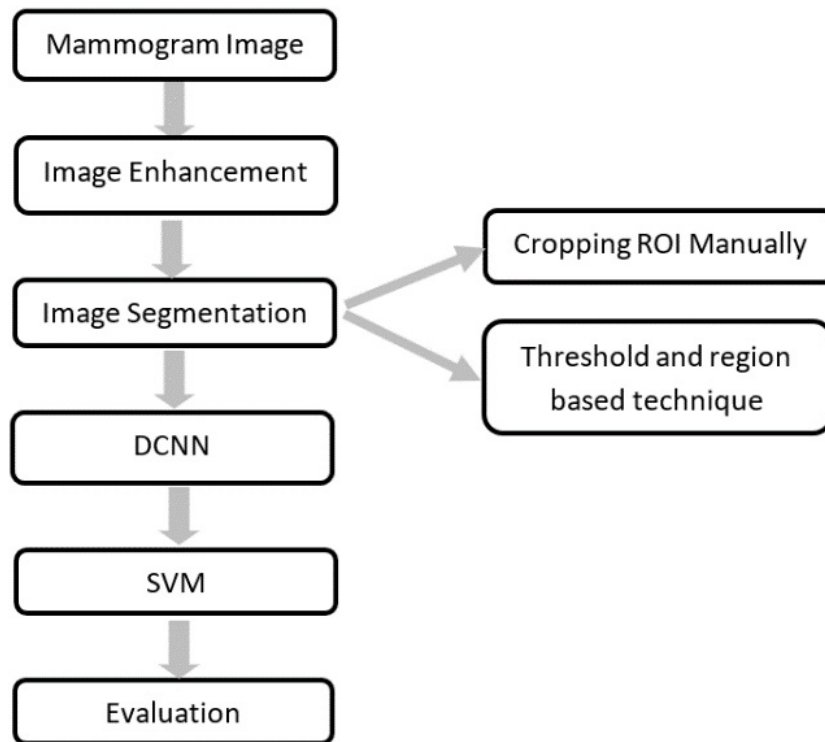 Mammogram Image
Image Enhancement
Image Segmentation
Cropping ROI Manually
Threshold and region
based technique
DCNN
SVM
Evaluation